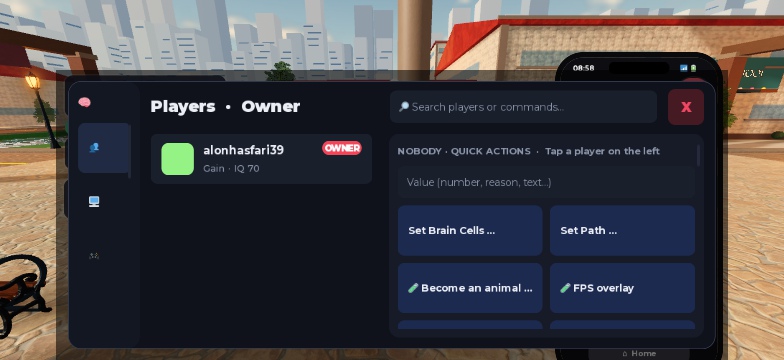 08:58
Players · Owner
Search players or commands...
X
alonhasfari39
OWNER
Gain · IQ 70
NOBODY · QUICK ACTIONS · Tap a player on the left
Value (number, reason, text...)
Set Brain Cells ...
Set Path ...
Become an animal ...
FPS overlay
Home